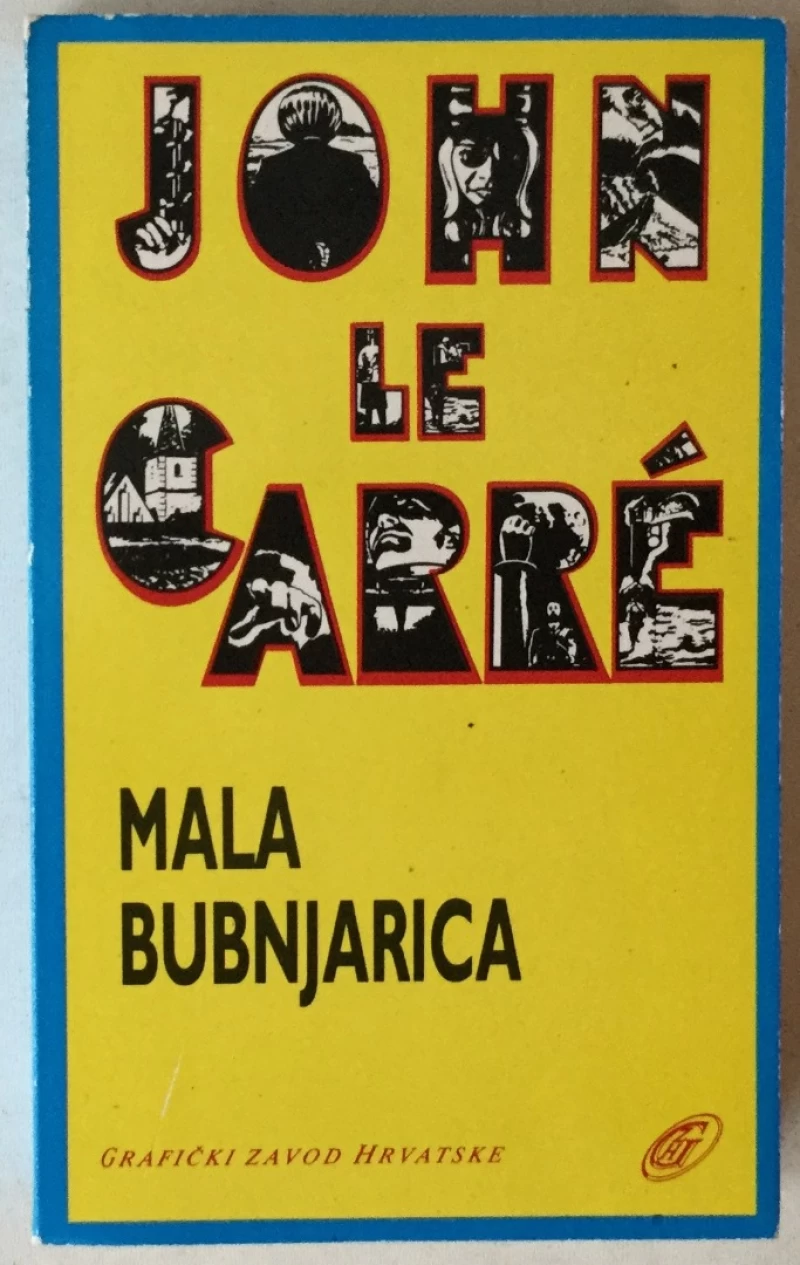 JOHN
LE
CARRÉ
MALA
BUBNJARICA
GRAFIČKI ZAVOD HRVATSKE